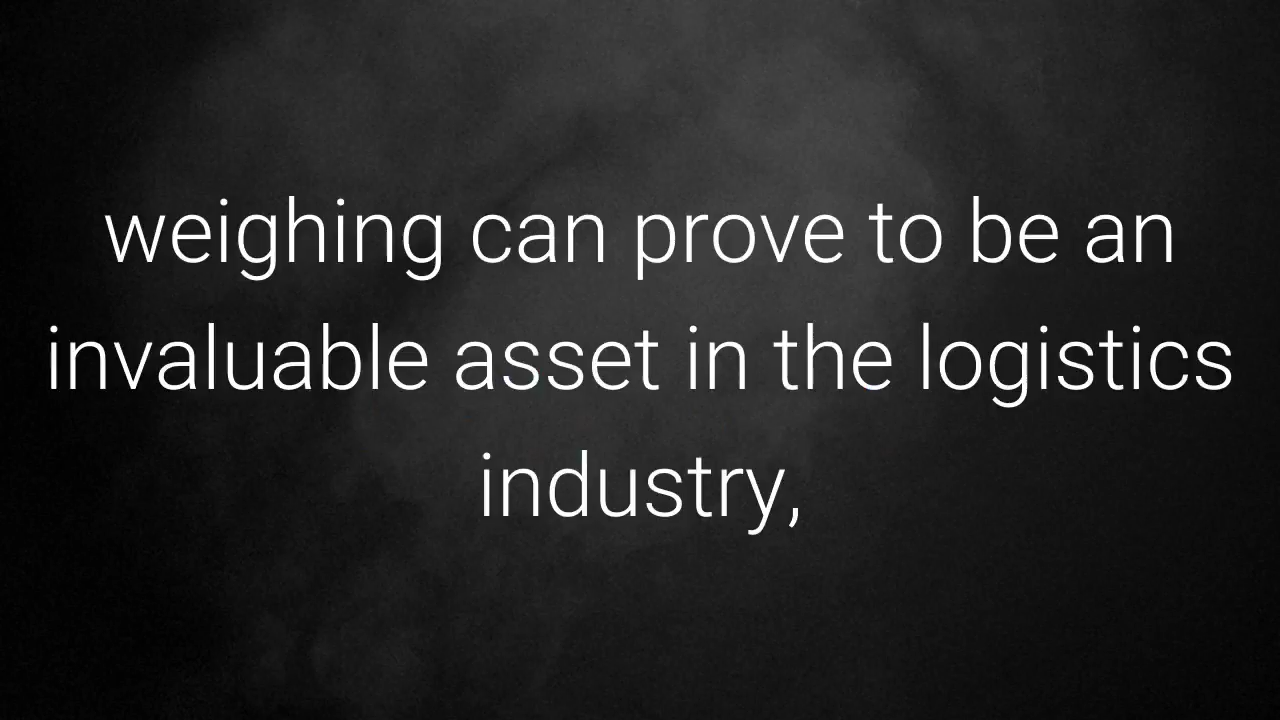 weighing can prove to be an
invaluable asset in the logistics
industry,